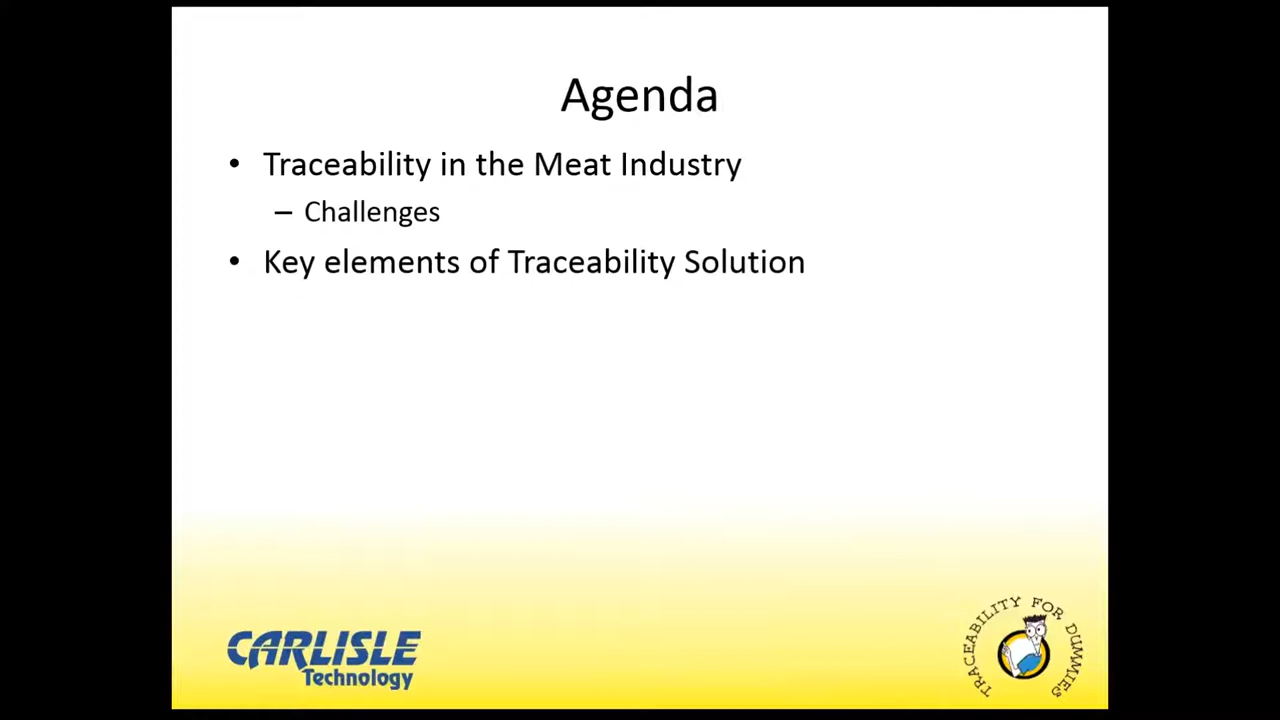 Agenda
• Traceability in the Meat Industry
– Challenges
• Key elements of Traceability Solution
CARLISLE
Technology
TRACEABILITY FOR DUMMIES